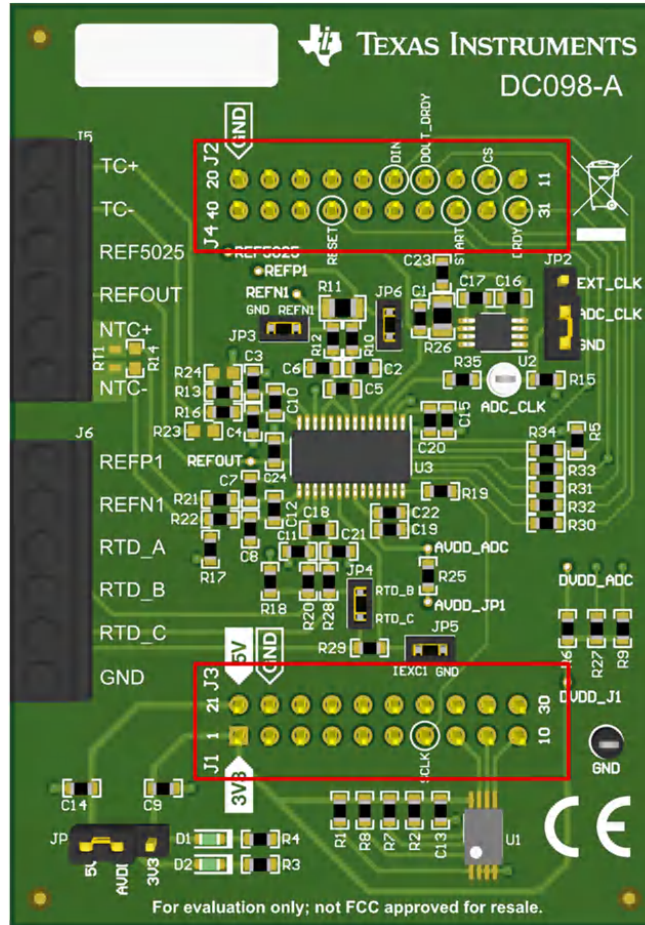 TEXAS INSTRUMENTS
DC098-A
GND
DIN
DOUT_DRDY
CS
J5
J2
20
11
J4
40
31
RESET
START
DRDY
TC+
TC-
REF5025
REFOUT
NTC+
NTC-
RT1
R14
REF5025
REFP1
REFN1
GND REFN1
JP3
R11
JP6
C23
C1
C17
C16
JP2
EXT_CLK
ADC_CLK
GND
R12
R10
R26
U2
C6
C2
C5
R35
R15
ADC_CLK
R24
R13
R16
R23
C3
C10
C4
C15
C20
R5
R34
R33
R31
R32
R30
REFOUT
C24
U3
R19
J6
REFP1
REFN1
RTD_A
RTD_B
RTD_C
GND
C7
R21
R22
C12
C8
R17
C18
C11
C21
C22
C19
AVDD_ADC
R25
AVDD_JP1
R18
R20
R28
JP4
RTD_B
RTD_C
R29
JP5
IEXC1 GND
DVDD_ADC
R27
R9
DVDD_J1
5V
GND
J3
21
30
J1
1
10
3V3
SCLK
GND
C14
C9
JP
5V
AVDD
3V3
D1
R4
D2
R3
R1
R8
R7
R2
C13
U1
CE
For evaluation only; not FCC approved for resale.